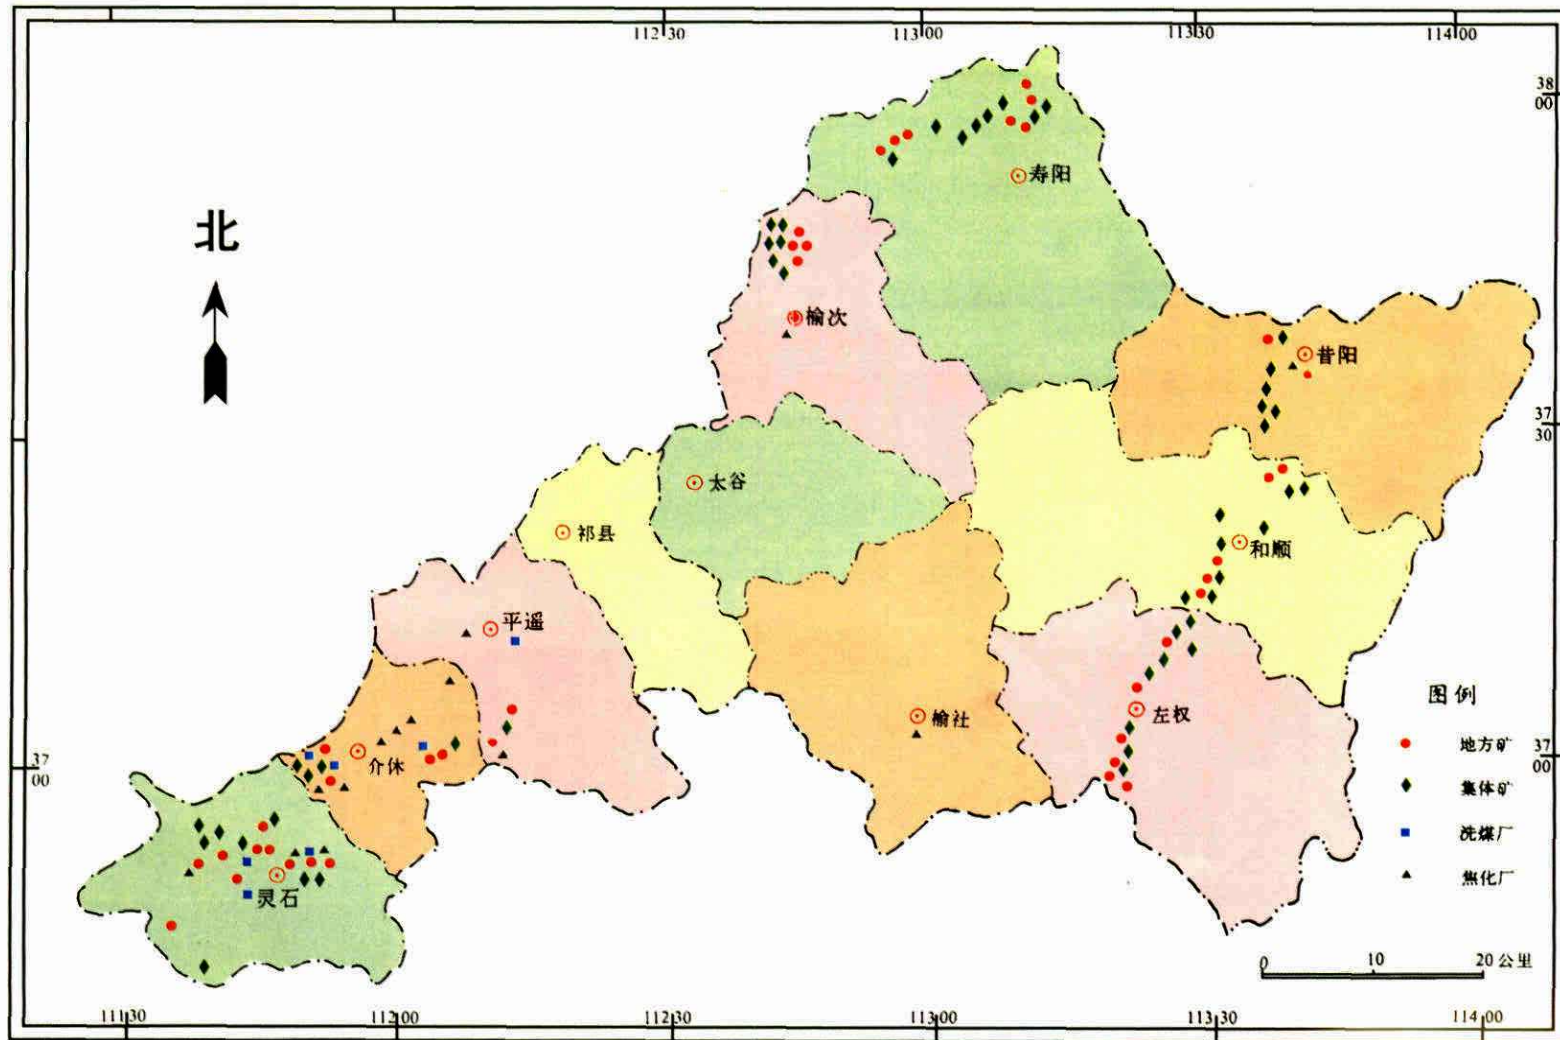 112 30
113 00
113 30
114 00
38
00
寿阳
北
榆次
昔阳
37
30
太谷
祁县
和顺
平遥
图例
左权
榆社
地方矿
37
00
介休
37
00
集体矿
洗煤厂
焦化厂
灵石
0 10 20 公里
111 30
112 00
112 30
113 00
113 30
114 00